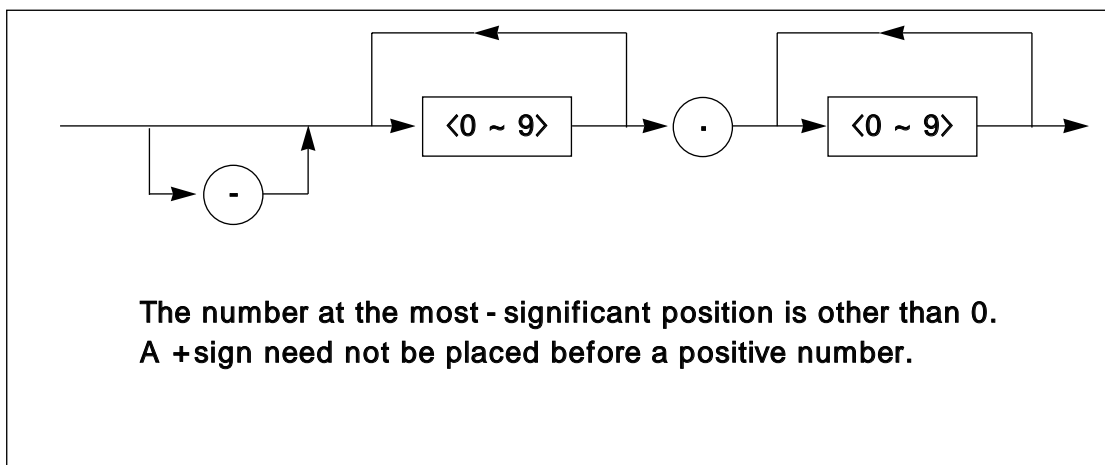 <0 ~ 9> . <0 ~ 9>
-
The number at the most - significant position is other than 0.
A +sign need not be placed before a positive number.